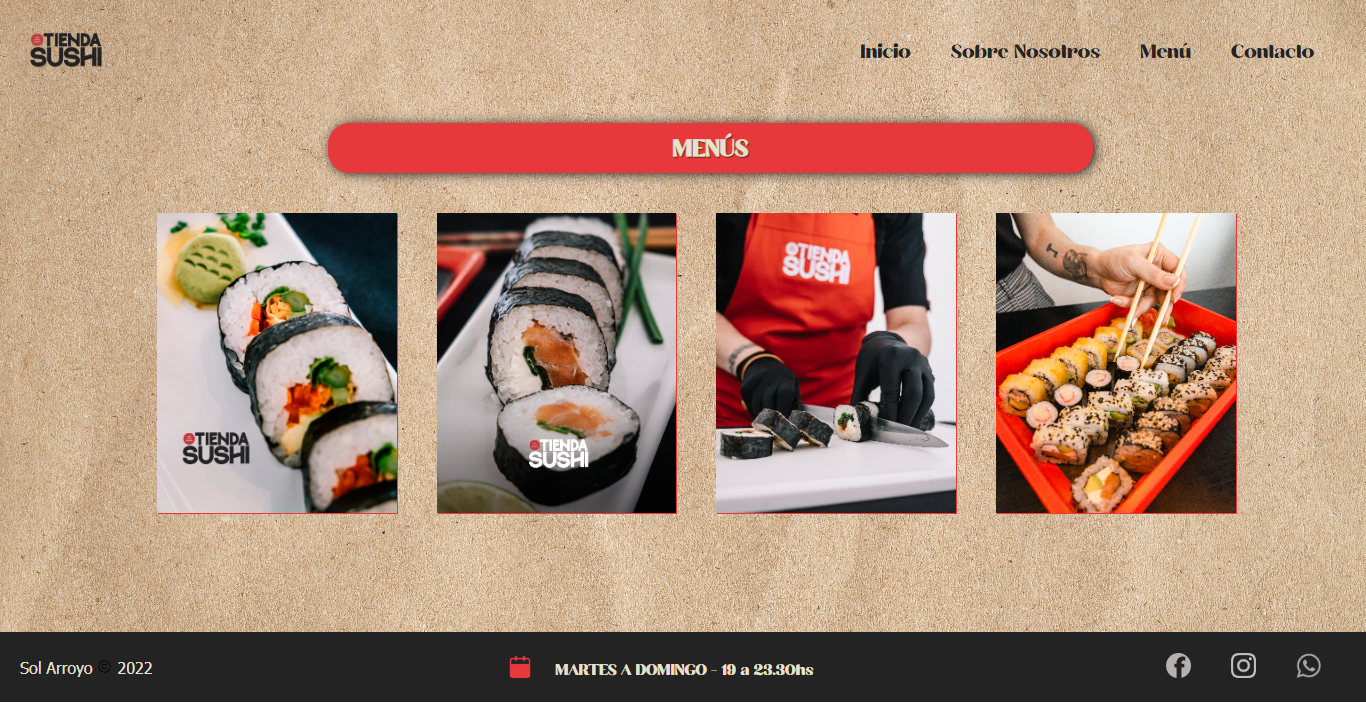 TIENDA
SUSHI
Inicio
Sobre Nosotros
Menú
Contacto
MENÚS
TIENDA
SUSHI
TIENDA
SUSHI
TIENDA
SUSHI
Sol Arroyo © 2022
MARTES A DOMINGO - 19 a 23.30hs